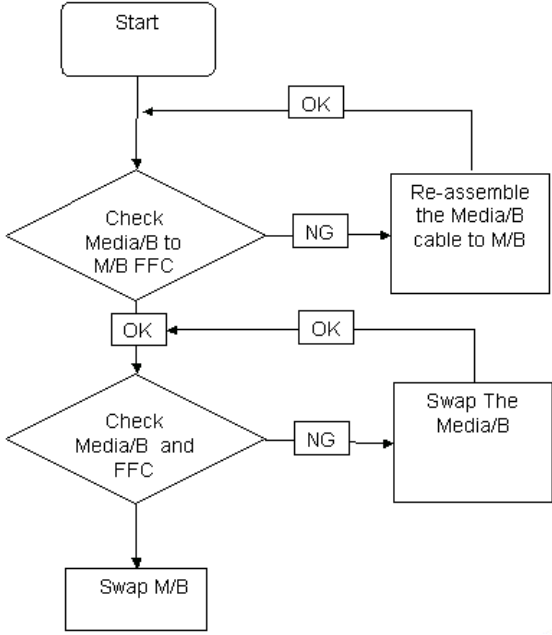 Start
OK
Check
Media/B to
M/B FFC
NG
Re-assemble
the Media/B
cable to M/B
OK
OK
Check
Media/B and
FFC
NG
Swap The
Media/B
Swap M/B